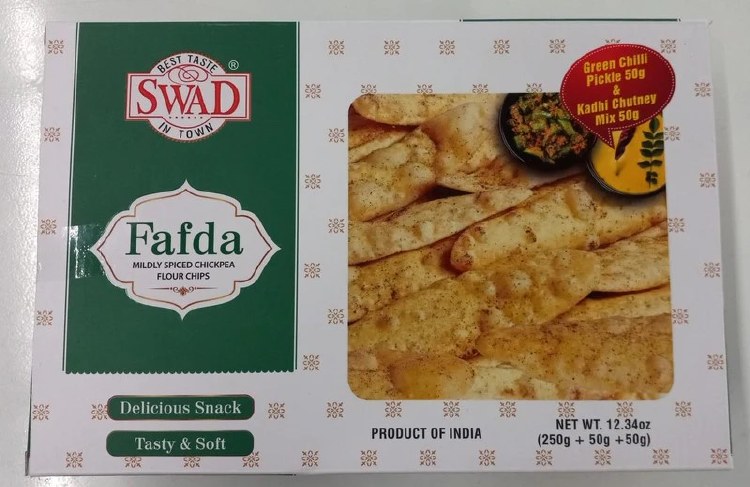 BEST TASTE
SWAD®
IN TOWN
Fafda
MILDLY SPICED CHICKPEA
FLOUR CHIPS
Delicious Snack
Tasty & Soft
Green Chilli
Pickle 50g
&
Kadhi Chutney
Mix 50g
PRODUCT OF INDIA
NET WT. 12.34oz
(250g + 50g +50g)